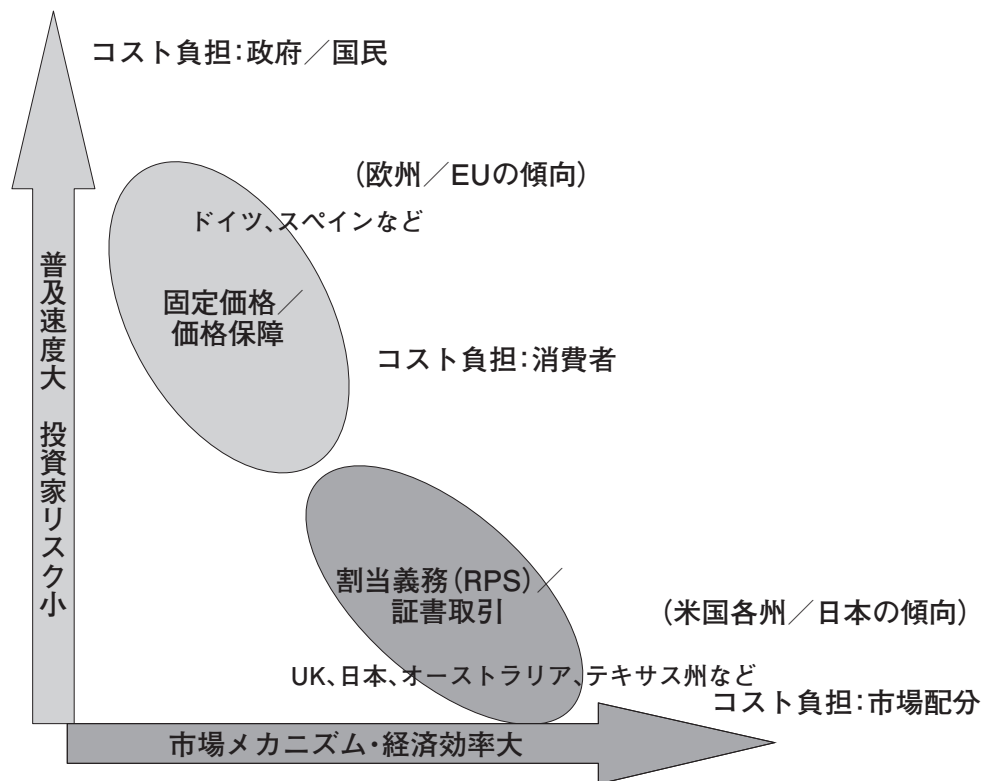 コスト負担:政府／国民
(欧州／EUの傾向)
ドイツ、スペインなど
固定価格／
価格保障
コスト負担:消費者
普及速度大 投資家リスク小
割当義務(RPS)／
証書取引
(米国各州／日本の傾向)
UK、日本、オーストラリア、テキサス州など
コスト負担:市場配分
市場メカニズム・経済効率大